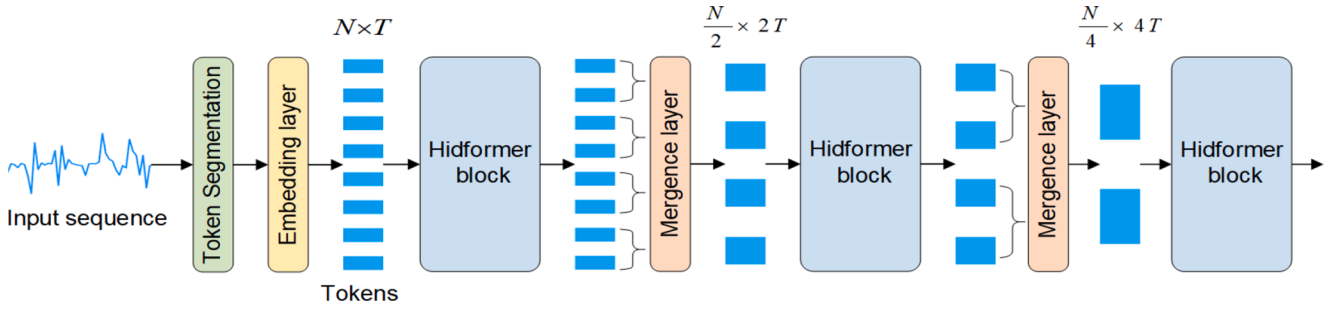 Input sequence
Token Segmentation
Embedding layer
N×T
Tokens
Hidformer
block
Mergence layer
N/2 × 2T
Hidformer
block
Mergence layer
N/4 × 4T
Hidformer
block